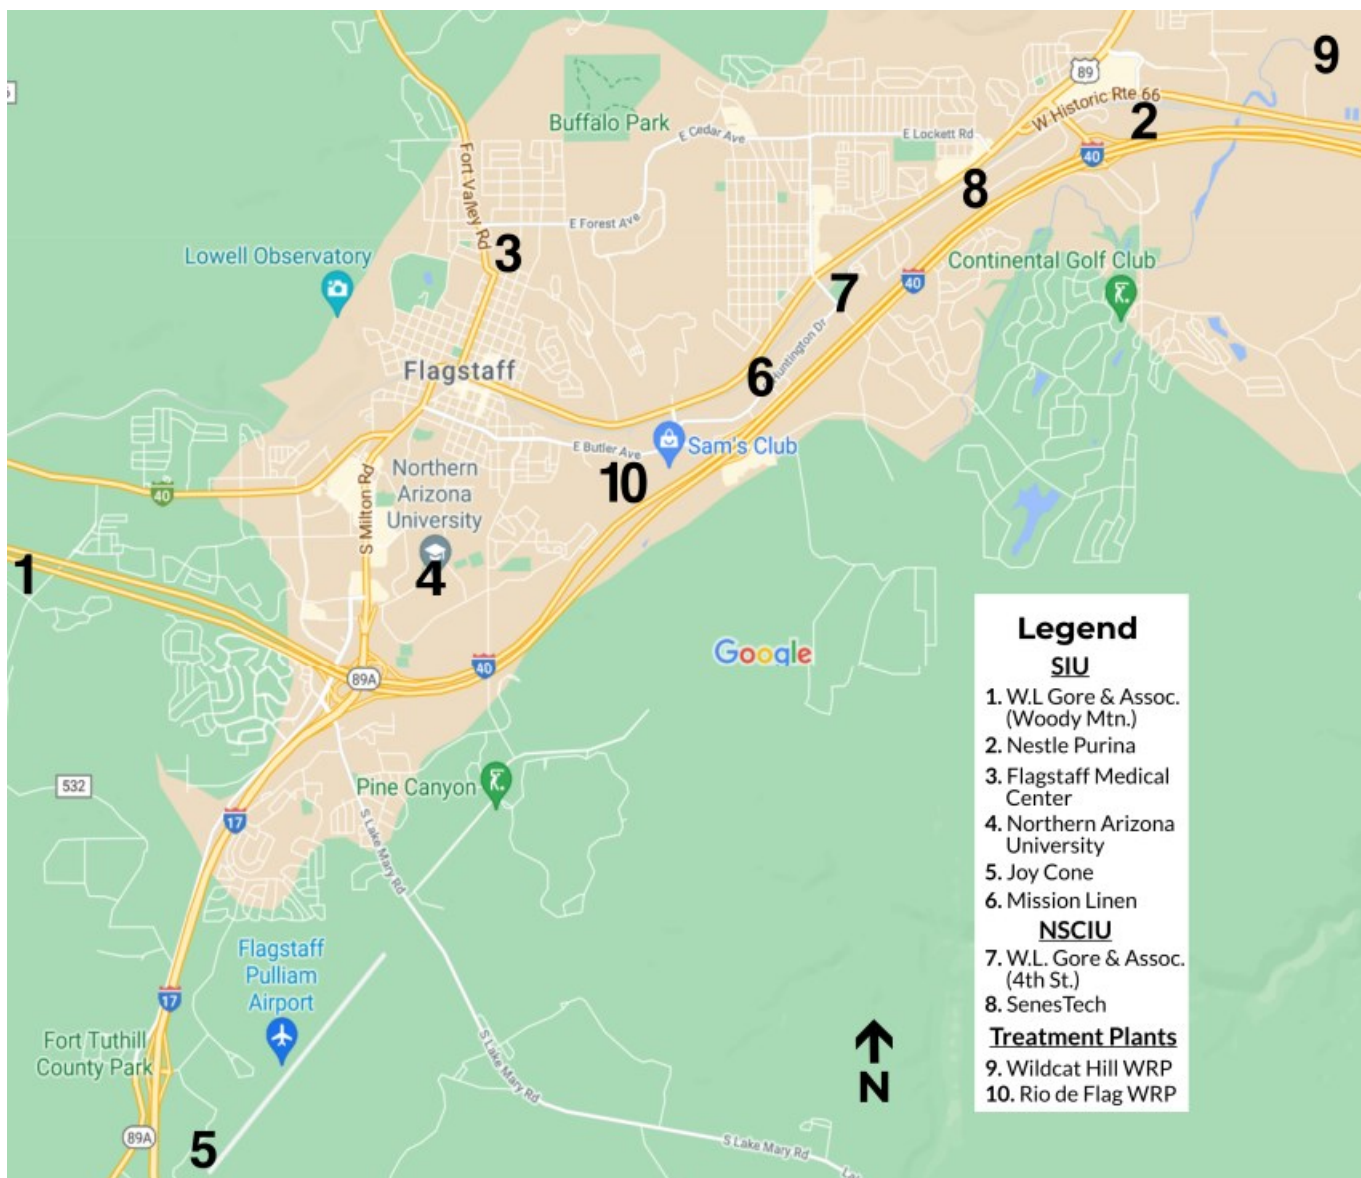 9
89
W Historic Rte 66
2
Buffalo Park
E Cedar Ave
E Lockett Rd
40
Fort Valley Rd
8
E Forest Ave
3
Lowell Observatory
Continental Golf Club
40
7
Huntington Dr
Flagstaff
6
E Butler Ave
Sam's Club
10
Northern
Arizona
University
40
S Milton Rd
1
4
Google
40
89A
532
Pine Canyon
17
S Lake Mary Rd
Flagstaff
Pulliam
Airport
17
Fort Tuthill
County Park
S Lake Mary Rd
89A
5
S Lake Mary Rd
N
Legend
SIU
1. W.L Gore & Assoc.
(Woody Mtn.)
2. Nestle Purina
3. Flagstaff Medical
Center
4. Northern Arizona
University
5. Joy Cone
6. Mission Linen
NSCIU
7. W.L. Gore & Assoc.
(4th St.)
8. SenesTech
Treatment Plants
9. Wildcat Hill WRP
10. Rio de Flag WRP